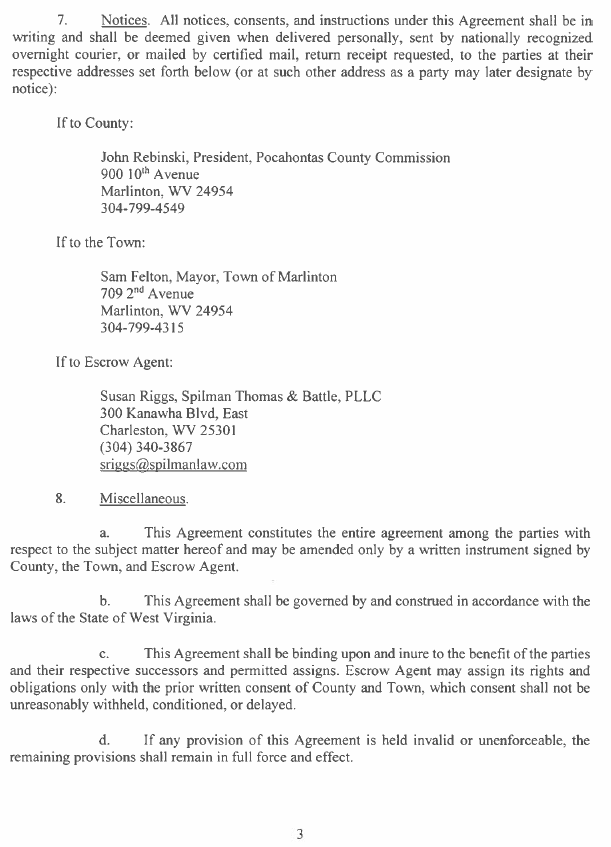 7. Notices. All notices, consents, and instructions under this Agreement shall be in
writing and shall be deemed given when delivered personally, sent by nationally recognized
overnight courier, or mailed by certified mail, return receipt requested, to the parties at their
respective addresses set forth below (or at such other address as a party may later designate by
notice):
If to County:
John Rebinski, President, Pocahontas County Commission
900 10th Avenue
Marlinton, WV 24954
304-799-4549
If to the Town:
Sam Felton, Mayor, Town of Marlinton
709 2nd Avenue
Marlinton, WV 24954
304-799-4315
If to Escrow Agent:
Susan Riggs, Spilman Thomas & Battle, PLLC
300 Kanawha Blvd, East
Charleston, WV 25301
(304) 340-3867
sriggs@spilmanlaw.com
8. Miscellaneous.
a. This Agreement constitutes the entire agreement among the parties with
respect to the subject matter hereof and may be amended only by a written instrument signed by
County, the Town, and Escrow Agent.
b. This Agreement shall be governed by and construed in accordance with the
laws of the State of West Virginia.
c. This Agreement shall be binding upon and inure to the benefit of the parties
and their respective successors and permitted assigns. Escrow Agent may assign its rights and
obligations only with the prior written consent of County and Town, which consent shall not be
unreasonably withheld, conditioned, or delayed.
d. If any provision of this Agreement is held invalid or unenforceable, the
remaining provisions shall remain in full force and effect.
3